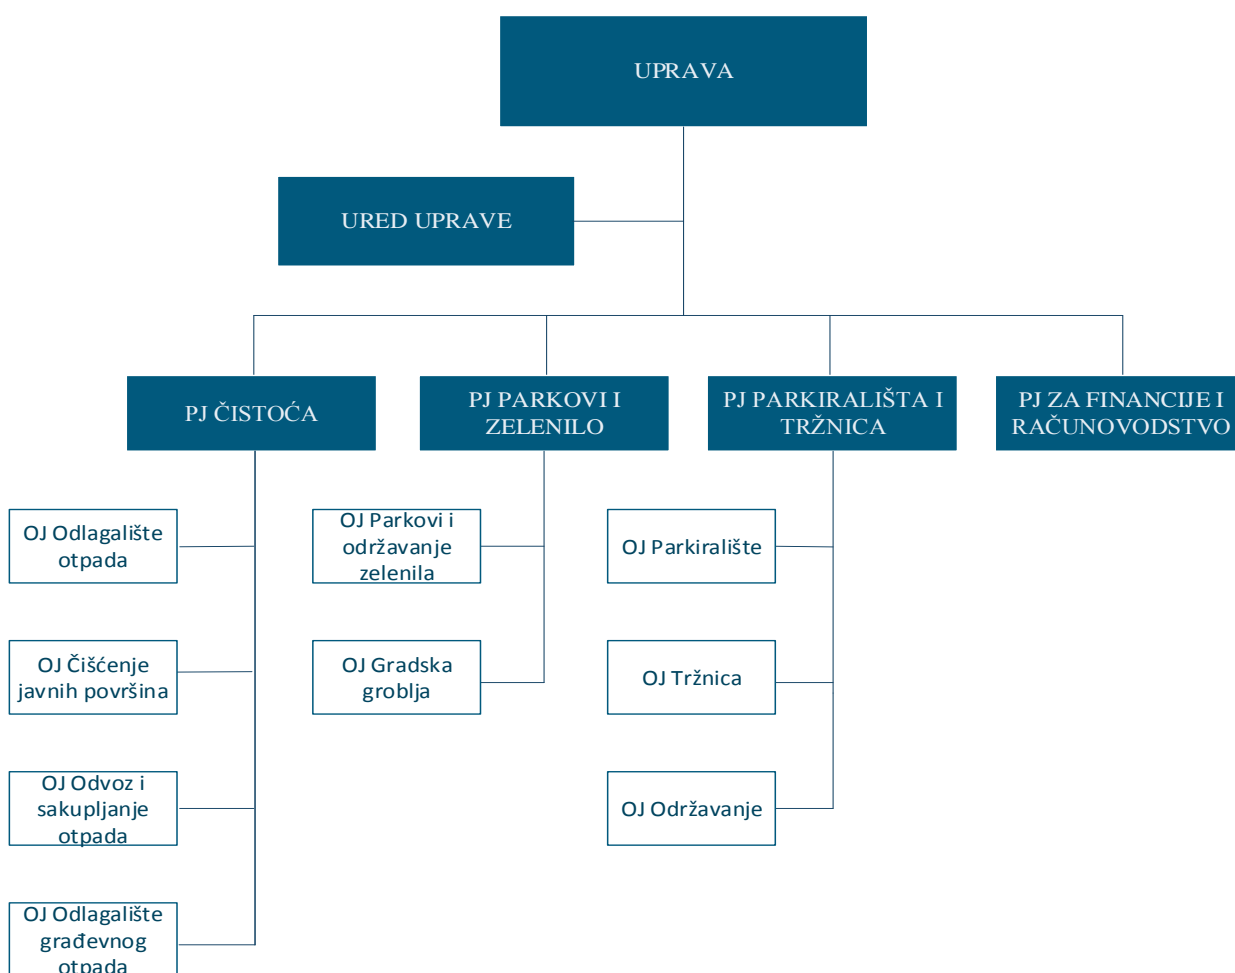 UPRAVA
URED UPRAVE
PJ ČISTOĆA
PJ PARKOVI I
ZELENILO
PJ PARKIRALIŠTA I
TRŽNICA
PJ ZA FINANCIJE I
RAČUNOVODSTVO
OJ Odlagalište
otpada
OJ Parkovi i
održavanje
zelenila
OJ Parkiralište
OJ Čišćenje
javnih površina
OJ Gradska
groblja
OJ Tržnica
OJ Odvoz i
sakupljanje
otpada
OJ Održavanje
OJ Odlagalište
građevnog
otpada